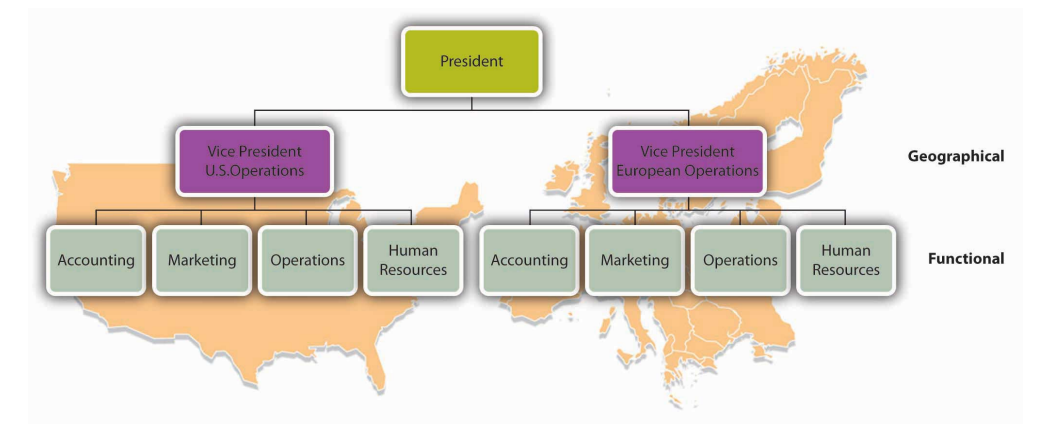 President
Vice President
U.S.Operations
Vice President
European Operations
Geographical
Accounting
Marketing
Operations
Human
Resources
Accounting
Marketing
Operations
Human
Resources
Functional